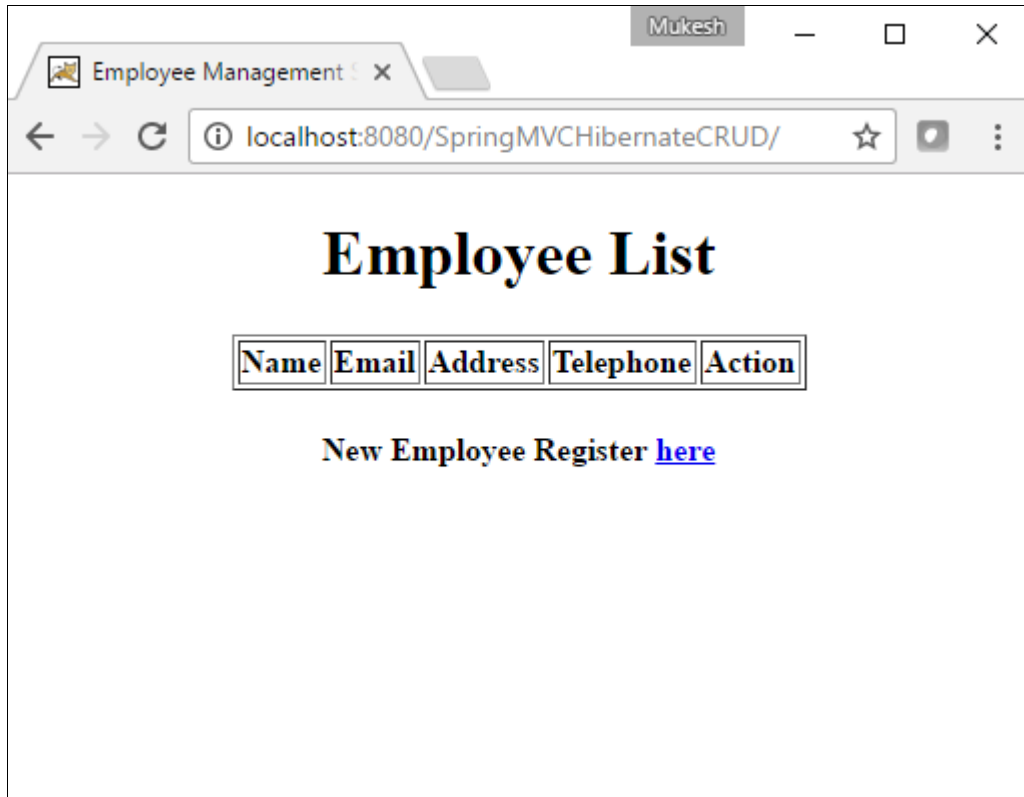 Mukesh
Employee Management S
localhost:8080/SpringMVCHibernateCRUD/
Employee List
Name Email Address Telephone Action
New Employee Register here